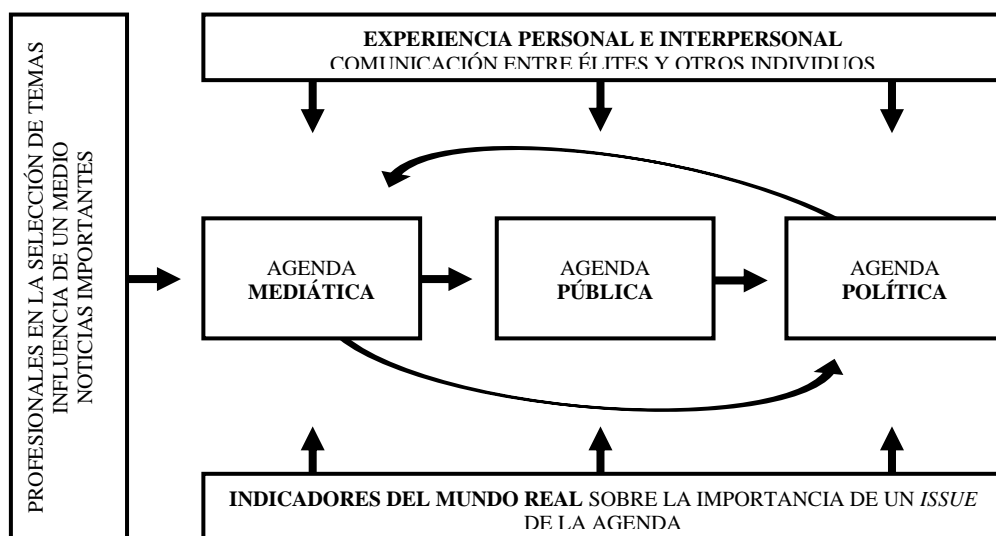 PROFESIONALES EN LA SELECCIÓN DE TEMAS
INFLUENCIA DE UN MEDIO
NOTICIAS IMPORTANTES
EXPERIENCIA PERSONAL E INTERPERSONAL
COMUNICACIÓN ENTRE ÉLITES Y OTROS INDIVIDUOS
AGENDA
MEDIÁTICA
AGENDA
PÚBLICA
AGENDA
POLÍTICA
INDICADORES DEL MUNDO REAL SOBRE LA IMPORTANCIA DE UN ISSUE
DE LA AGENDA